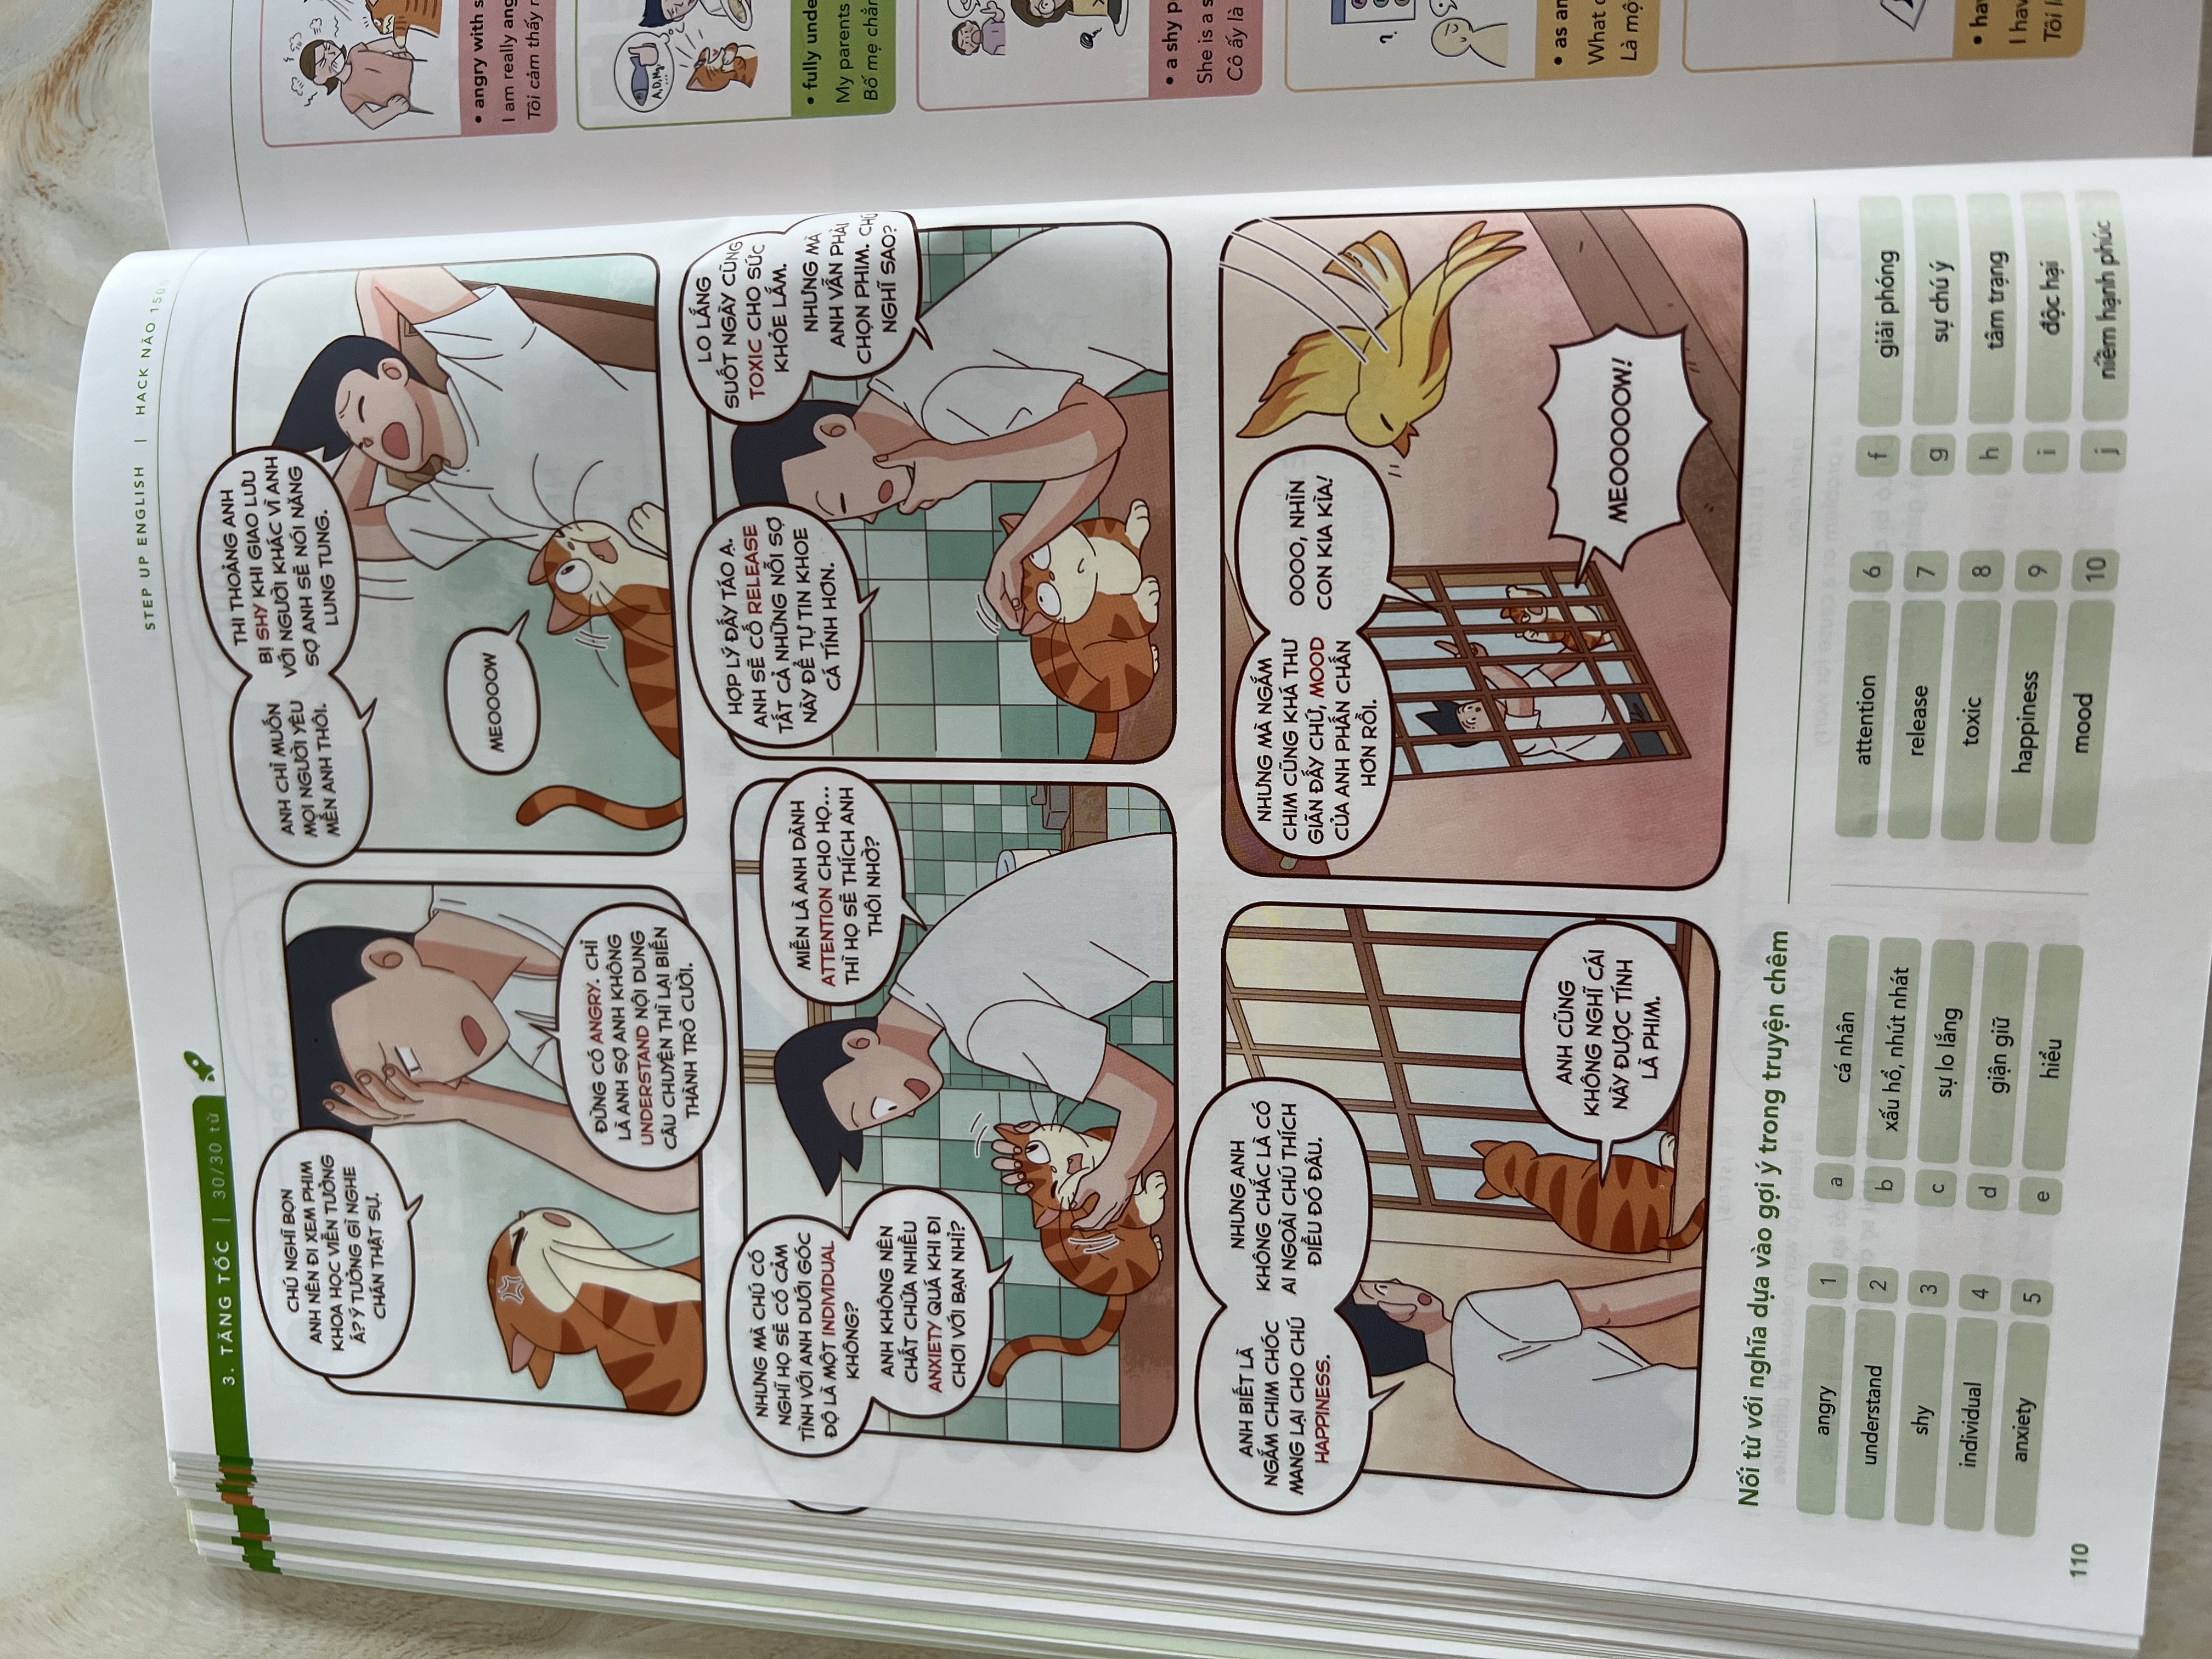 STEP UP ENGLISH | HACK NÃO 150
3. TĂNG TỐC | 30/30 từ
CHÚ NGHĨ BỌN
ANH NÊN ĐI XEM PHIM
KHOA HỌC VIỄN TƯỞNG
Á? Ý TƯỞNG GÌ NGHE
CHÁN THẬT SỰ.
ĐỪNG CÓ ANGRY. CHỈ
LÀ ANH SỢ ANH KHÔNG
UNDERSTAND NỘI DUNG
CÂU CHUYỆN THÌ LẠI BIẾN
THÀNH TRÒ CƯỜI.
ANH CHỈ MUỐN
MỌI NGƯỜI YÊU
MẾN ANH THÔI.
THI THOẢNG ANH
BỊ SHY KHI GIAO LƯU
VỚI NGƯỜI KHÁC VÌ ANH
SỢ ANH SẼ NÓI NĂNG
LUNG TUNG.
MEOOOOW
NHƯNG MÀ CHÚ CÓ
NGHĨ HỌ SẼ CÓ CẢM
TÌNH VỚI ANH DƯỚI GÓC
ĐỘ LÀ MỘT INDIVIDUAL
KHÔNG?
ANH KHÔNG NÊN
CHẤT CHỨA NHIỀU
ANXIETY QUÁ KHI ĐI
CHƠI VỚI BẠN NHỈ?
MIỄN LÀ ANH DÀNH
ATTENTION CHO HỌ...
THÌ HỌ SẼ THÍCH ANH
THÔI NHỜ?
HỢP LÝ ĐẤY TÁO Ạ.
ANH SẼ CỐ RELEASE
TẤT CẢ NHỮNG NỖI SỢ
NÀY ĐỂ TỰ TIN KHOE
CÁ TÍNH HƠN.
LO LẮNG
SUỐT NGÀY CŨNG
TOXIC CHO SỨC
KHỎE LẮM.
NHƯNG MÀ
ANH VẪN PHẢI
CHỌN PHIM. CHÚ
NGHĨ SAO?
ANH BIẾT LÀ
NGẮM CHIM CHÓC
MANG LẠI CHO CHÚ
HAPPINESS.
NHƯNG ANH
KHÔNG CHẮC LÀ CÓ
AI NGOÀI CHÚ THÍCH
ĐIỀU ĐÓ ĐÂU.
ANH CŨNG
KHÔNG NGHĨ CÁI
NÀY ĐƯỢC TÍNH
LÀ PHIM.
NHƯNG MÀ NGẮM
CHIM CŨNG KHÁ THƯ
GIÃN ĐẤY CHỨ, MOOD
CỦA ANH PHẤN CHẤN
HƠN RỒI.
OOOO, NHÌN
CON KIA KÌA!
MEOOOOOW!
Nối từ với nghĩa dựa vào gợi ý trong truyện chêm
angry 1 a cá nhân
understand 2 b xấu hổ, nhút nhát
shy 3 c sự lo lắng
individual 4 d giận giữ
anxiety 5 e hiểu
attention 6 f giải phóng
release 7 g sự chú ý
toxic 8 h tâm trạng
happiness 9 i độc hại
mood 10 j niềm hạnh phúc
110
• angry with s
I am really ang
Tôi cảm thấy r
A, D, Mg,
...
• fully unde
My parents
Bố mẹ chẳn
• a shy p
She is a s
Cô ấy là
?
• as an
What c
Là mộ
• ha
I hav
Tôi l